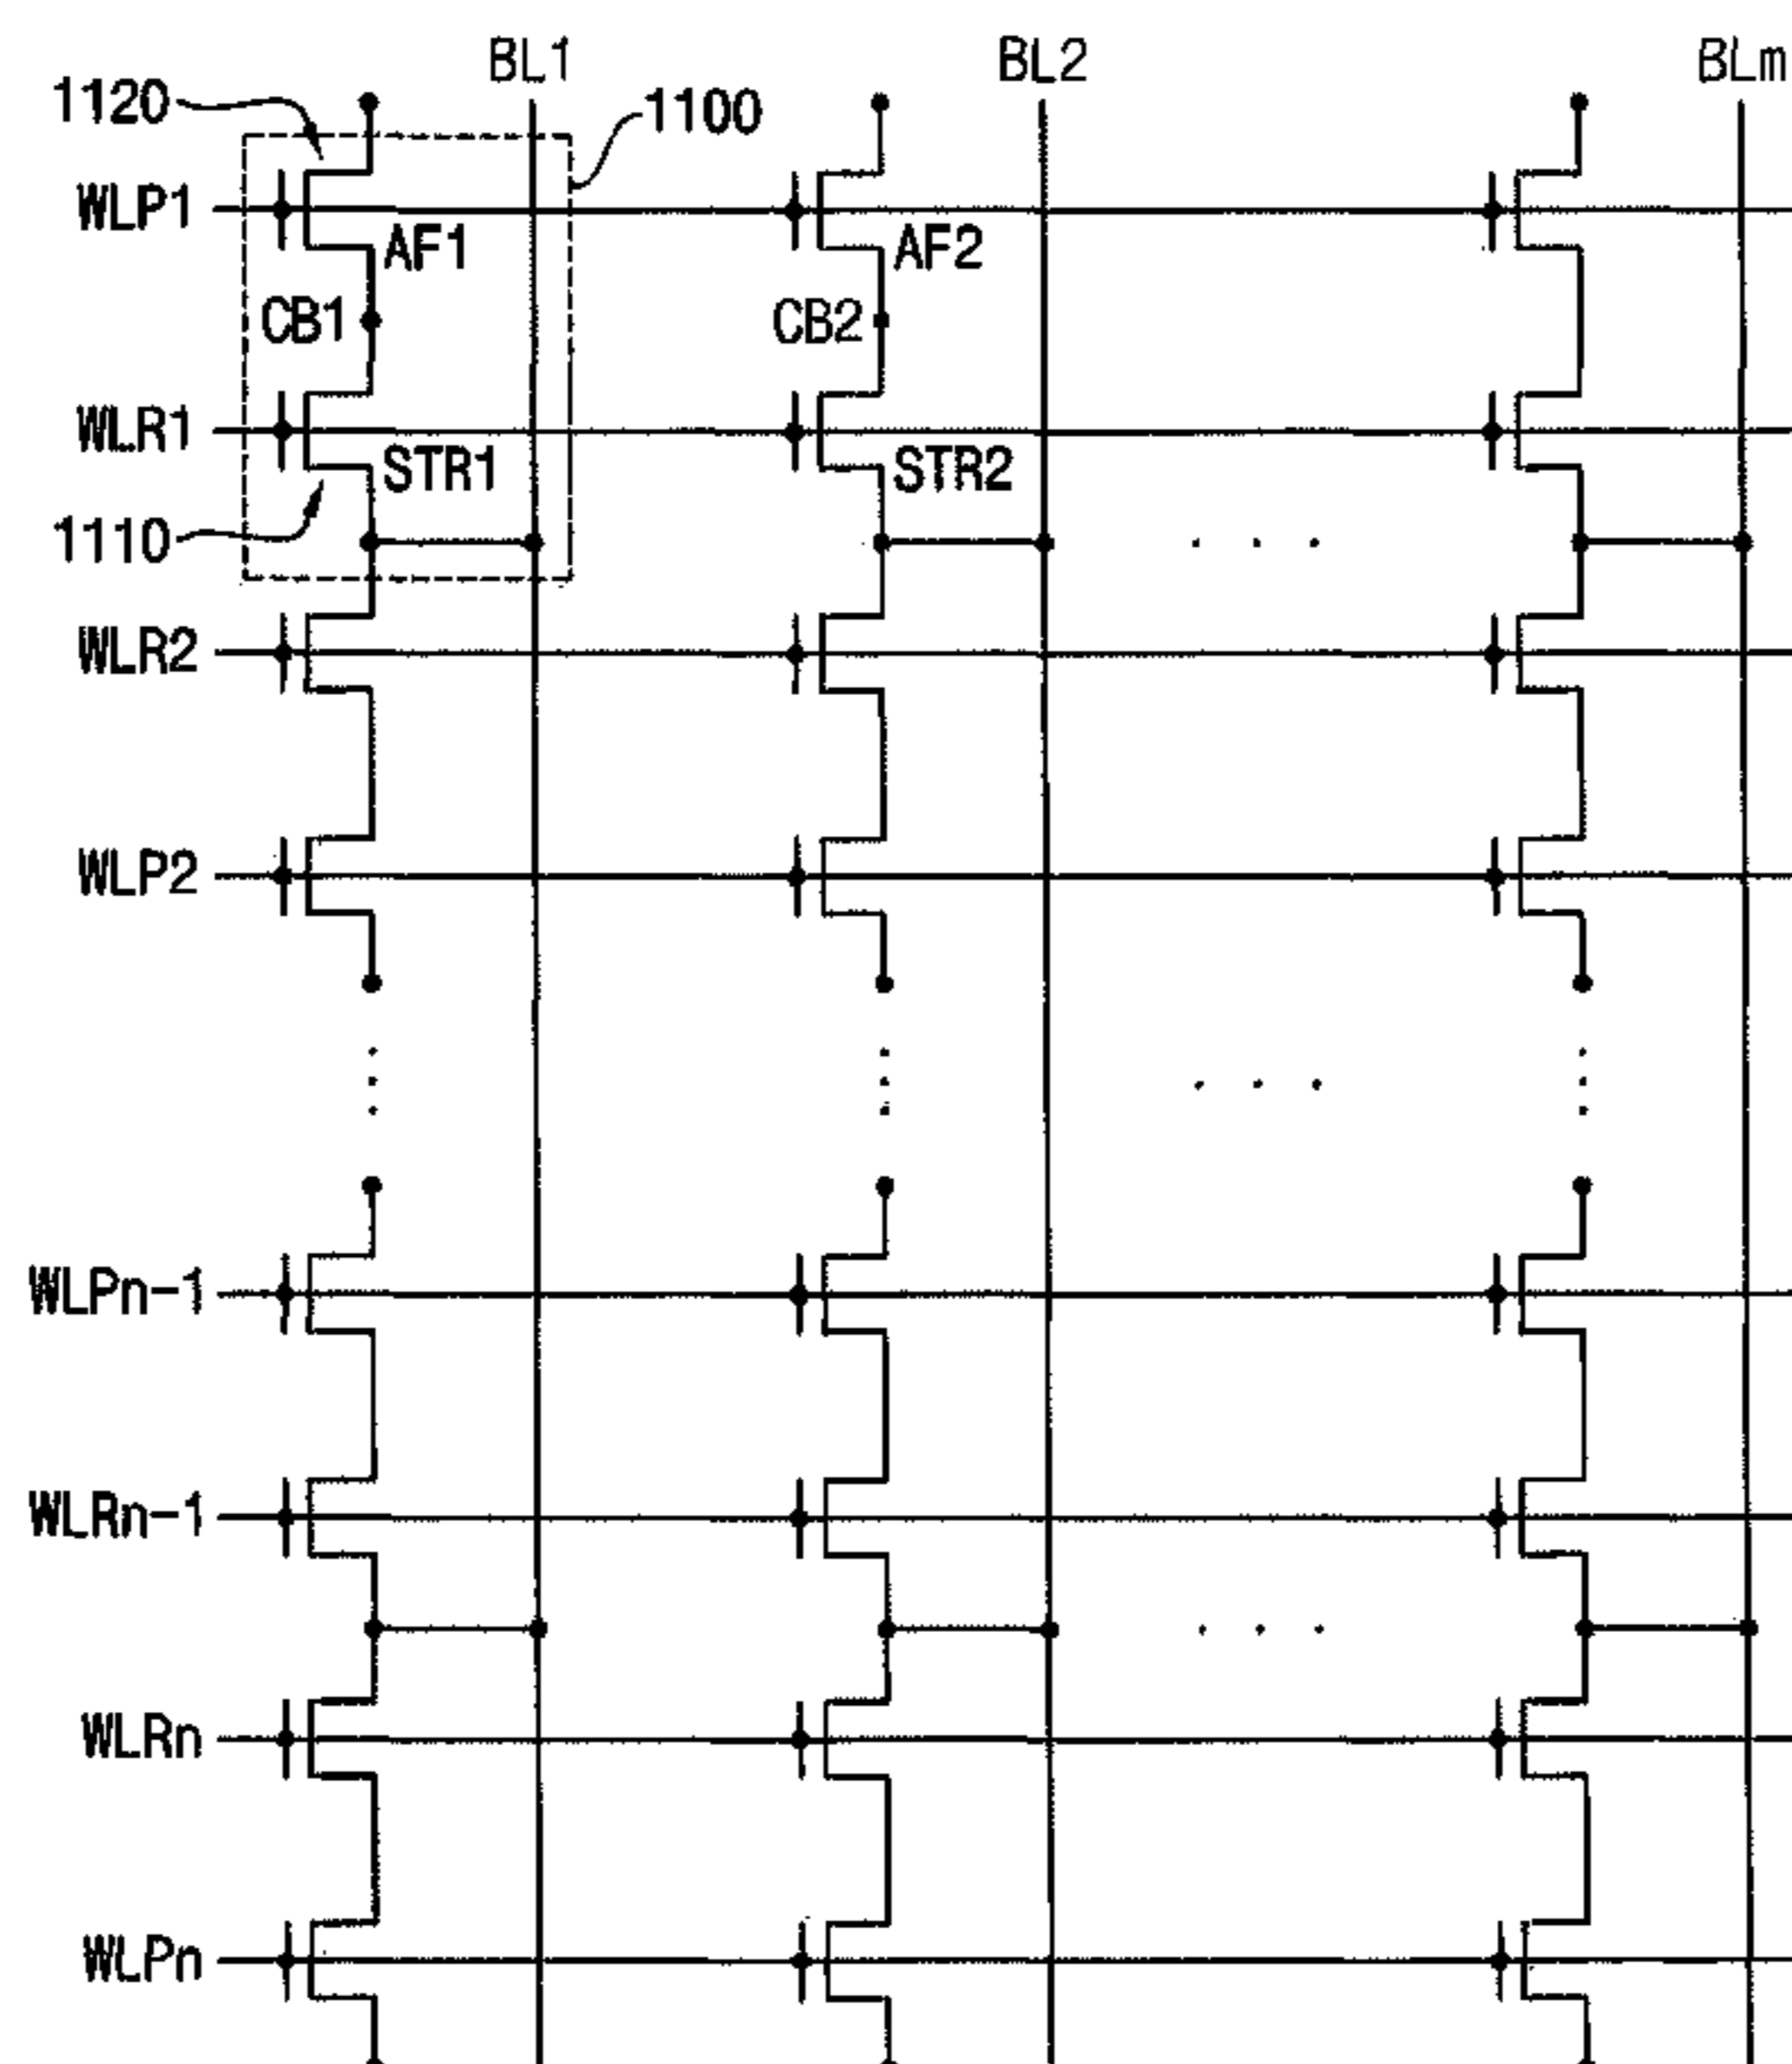 BL1 BL2 BLm
1120 1100
WLP1
AF1 AF2
CB1 CB2
WLR1
STR1 STR2
1110
WLR2
WLP2
WLPn-1
WLRn-1
WLRn
WLPn